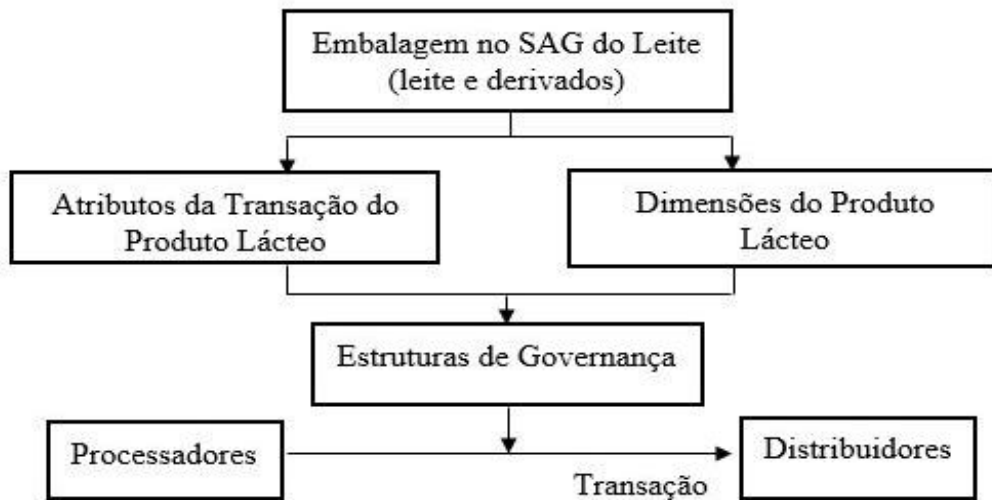 Embalagem no SAG do Leite
(leite e derivados)
Atributos da Transação do
Produto Lácteo
Dimensões do Produto
Lácteo
Estruturas de Governança
Processadores
Distribuidores
Transação